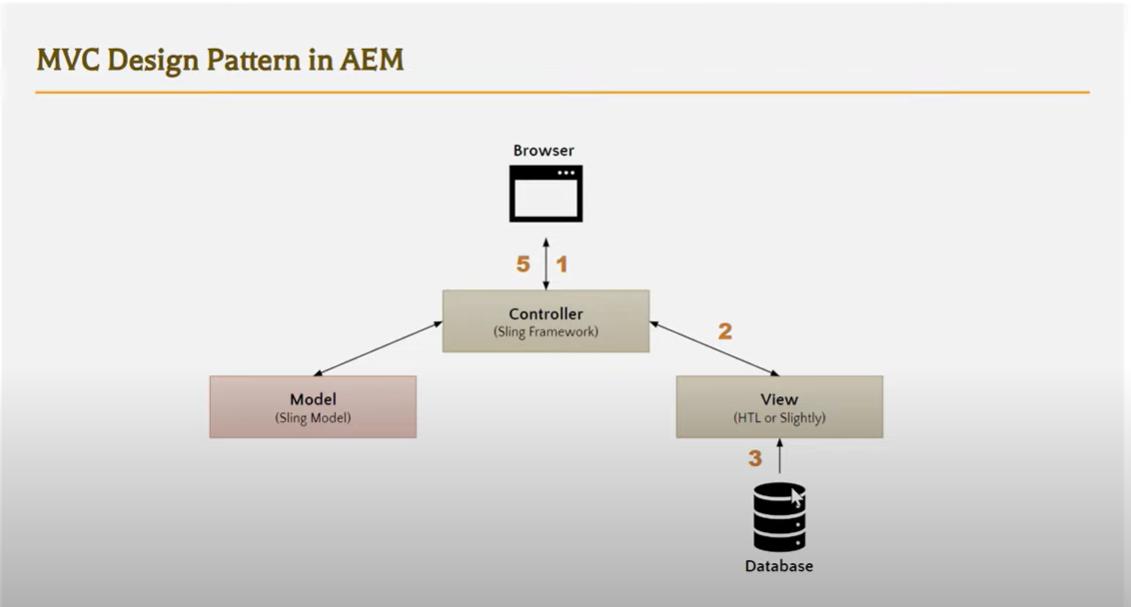 MVC Design Pattern in AEM
Browser
5 1
Controller
(Sling Framework)
2
Model
(Sling Model)
View
(HTL or Slightly)
3
Database